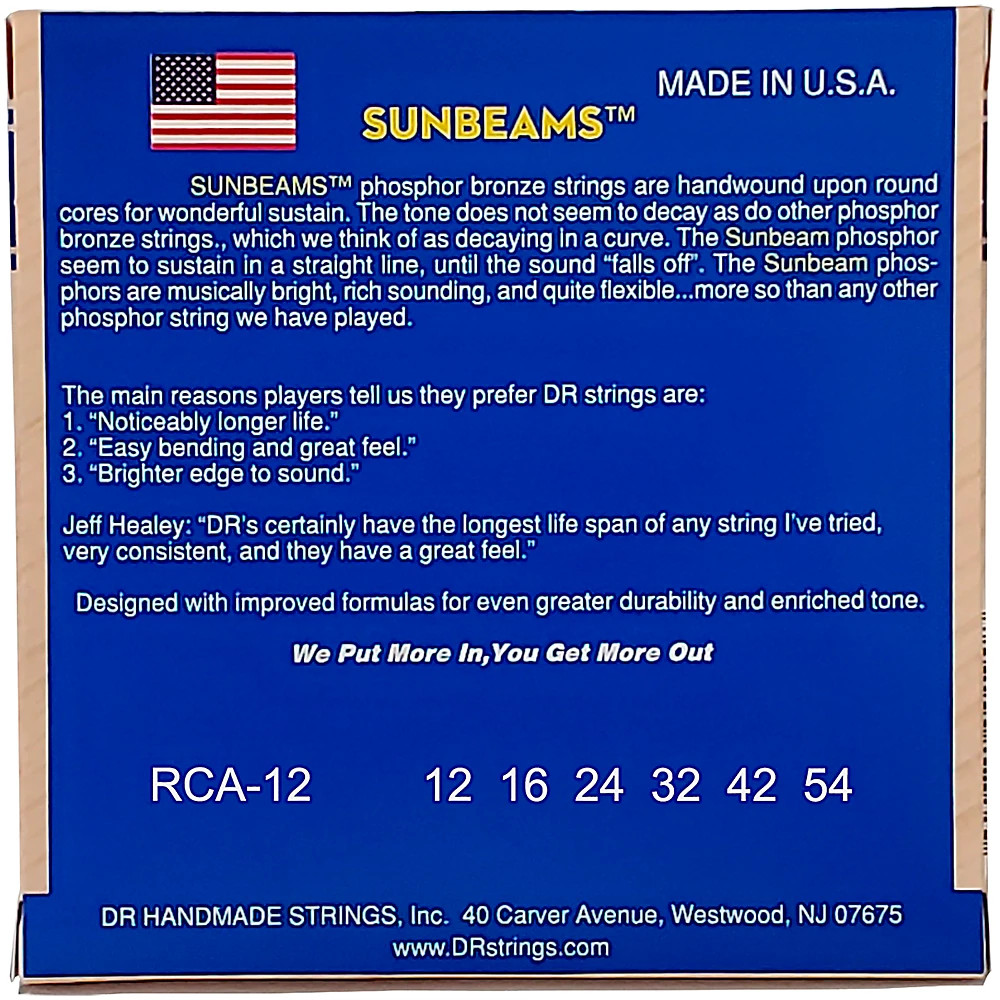 MADE IN U.S.A.
SUNBEAMS™
SUNBEAMS™ phosphor bronze strings are handwound upon round
cores for wonderful sustain. The tone does not seem to decay as do other phosphor
bronze strings., which we think of as decaying in a curve. The Sunbeam phosphor
seem to sustain in a straight line, until the sound “falls off”. The Sunbeam phos-
phors are musically bright, rich sounding, and quite flexible...more so than any other
phosphor string we have played.
The main reasons players tell us they prefer DR strings are:
1. “Noticeably longer life.”
2. “Easy bending and great feel.”
3. “Brighter edge to sound.”
Jeff Healey: “DR's certainly have the longest life span of any string I've tried,
very consistent, and they have a great feel.”
Designed with improved formulas for even greater durability and enriched tone.
We Put More In,You Get More Out
RCA-12 12 16 24 32 42 54
DR HANDMADE STRINGS, Inc. 40 Carver Avenue, Westwood, NJ 07675
www.DRstrings.com